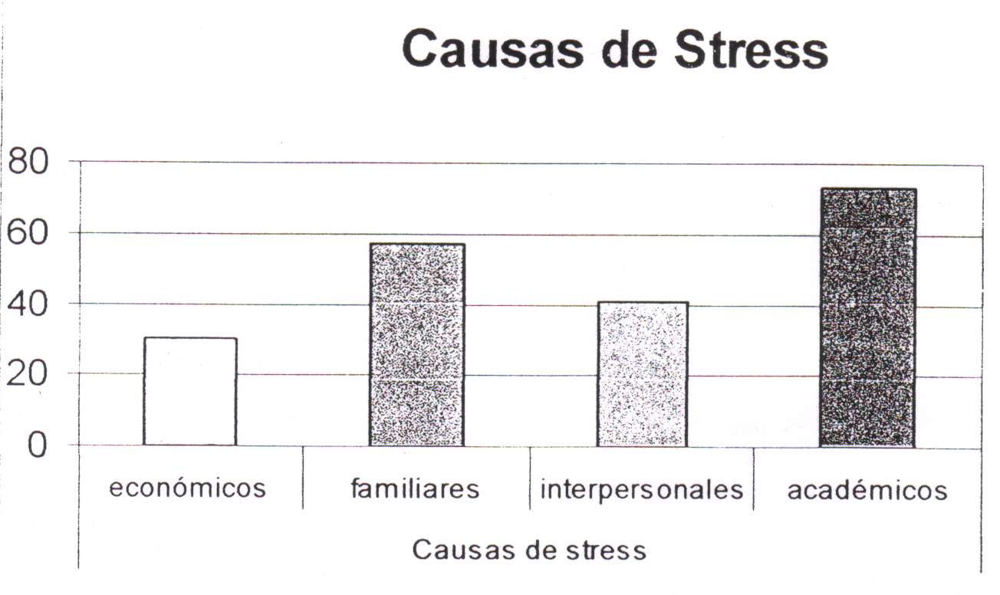 Causas de Stress
80
60
40
20
0
económicos familiares interpersonales académicos
Causas de stress